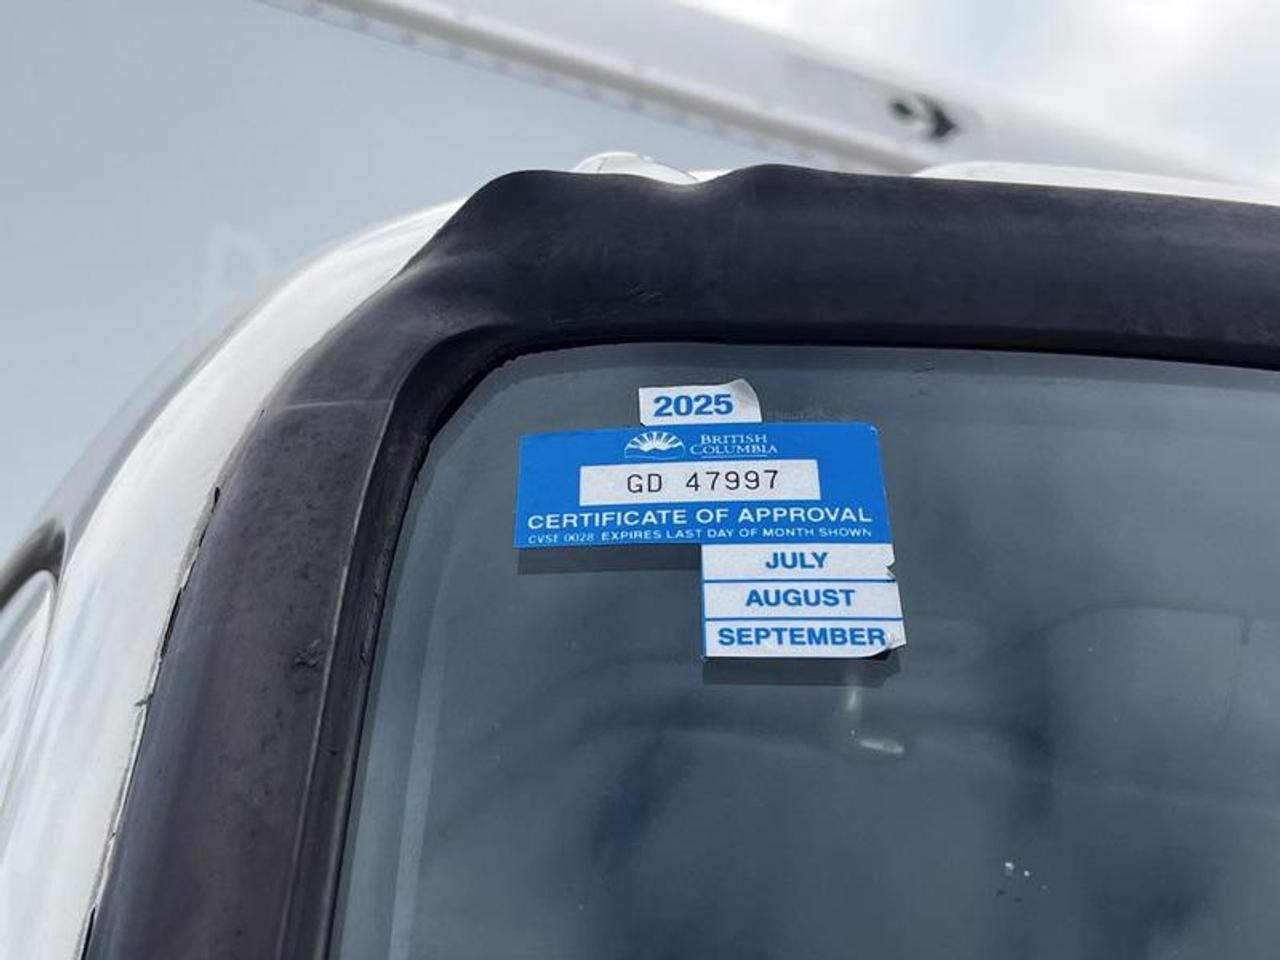 2025
BRITISH
COLUMBIA
GD 47997
CERTIFICATE OF APPROVAL
CVSE 0028 EXPIRES LAST DAY OF MONTH SHOWN
JULY
AUGUST
SEPTEMBER